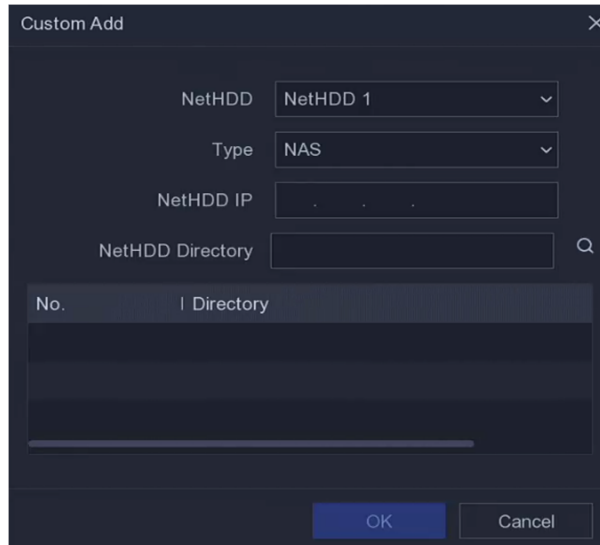 Custom Add
NetHDD NetHDD 1
Type NAS
NetHDD IP . . .
NetHDD Directory
No. Directory
OK Cancel